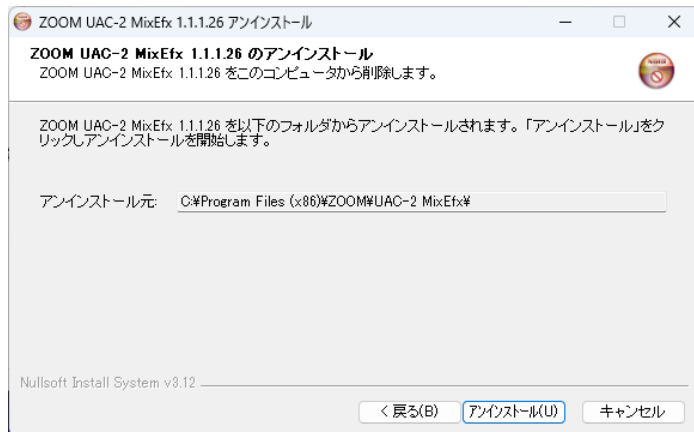 ZOOM UAC-2 MixEfx 1.1.1.26 アンインストール
ZOOM UAC-2 MixEfx 1.1.1.26 のアンインストール
ZOOM UAC-2 MixEfx 1.1.1.26 をこのコンピュータから削除します。
ZOOM UAC-2 MixEfx 1.1.1.26 を以下のフォルダからアンインストールされます。「アンインストール」をク
リックしアンインストールを開始します。
アンインストール元: C:¥Program Files (x86)¥ZOOM¥UAC-2 MixEfx¥
Nullsoft Install System v3.12
< 戻る(B) アンインストール(U) キャンセル